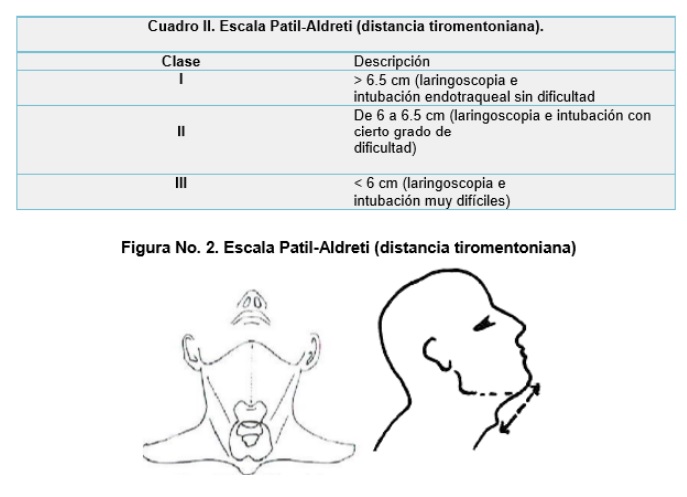 Cuadro II. Escala Patil-Aldreti (distancia tiromentoniana).
Clase Descripción
I > 6.5 cm (laringoscopia e
intubación endotraqueal sin dificultad
II De 6 a 6.5 cm (laringoscopia e intubación con
cierto grado de
dificultad)
III < 6 cm (laringoscopia e
intubación muy difíciles)
Figura No. 2. Escala Patil-Aldreti (distancia tiromentoniana)